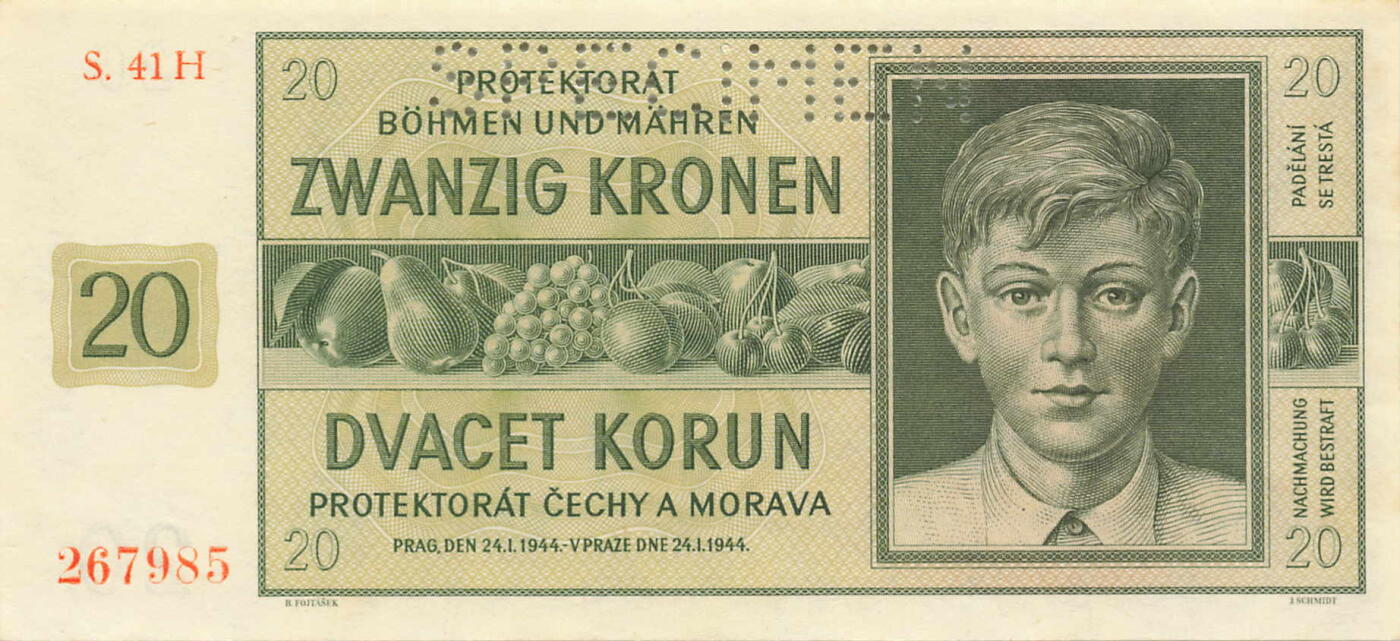 S. 41 H
20
SPECIMEN
20
PROTEKTORAT
BÖHMEN UND MÄHREN
ZWANZIG KRONEN
PADĚLÁNÍ
SE TRESTÁ
20
DVACET KORUN
PROTEKTORÁT ČECHY A MORAVA
NACHMACHUNG
WIRD BESTRAFT
20
PRAG, DEN 24.I.1944.-V PRAZE DNE 24.I.1944.
20
267985
B. FOJTÁŠEK
J. SCHMIDT